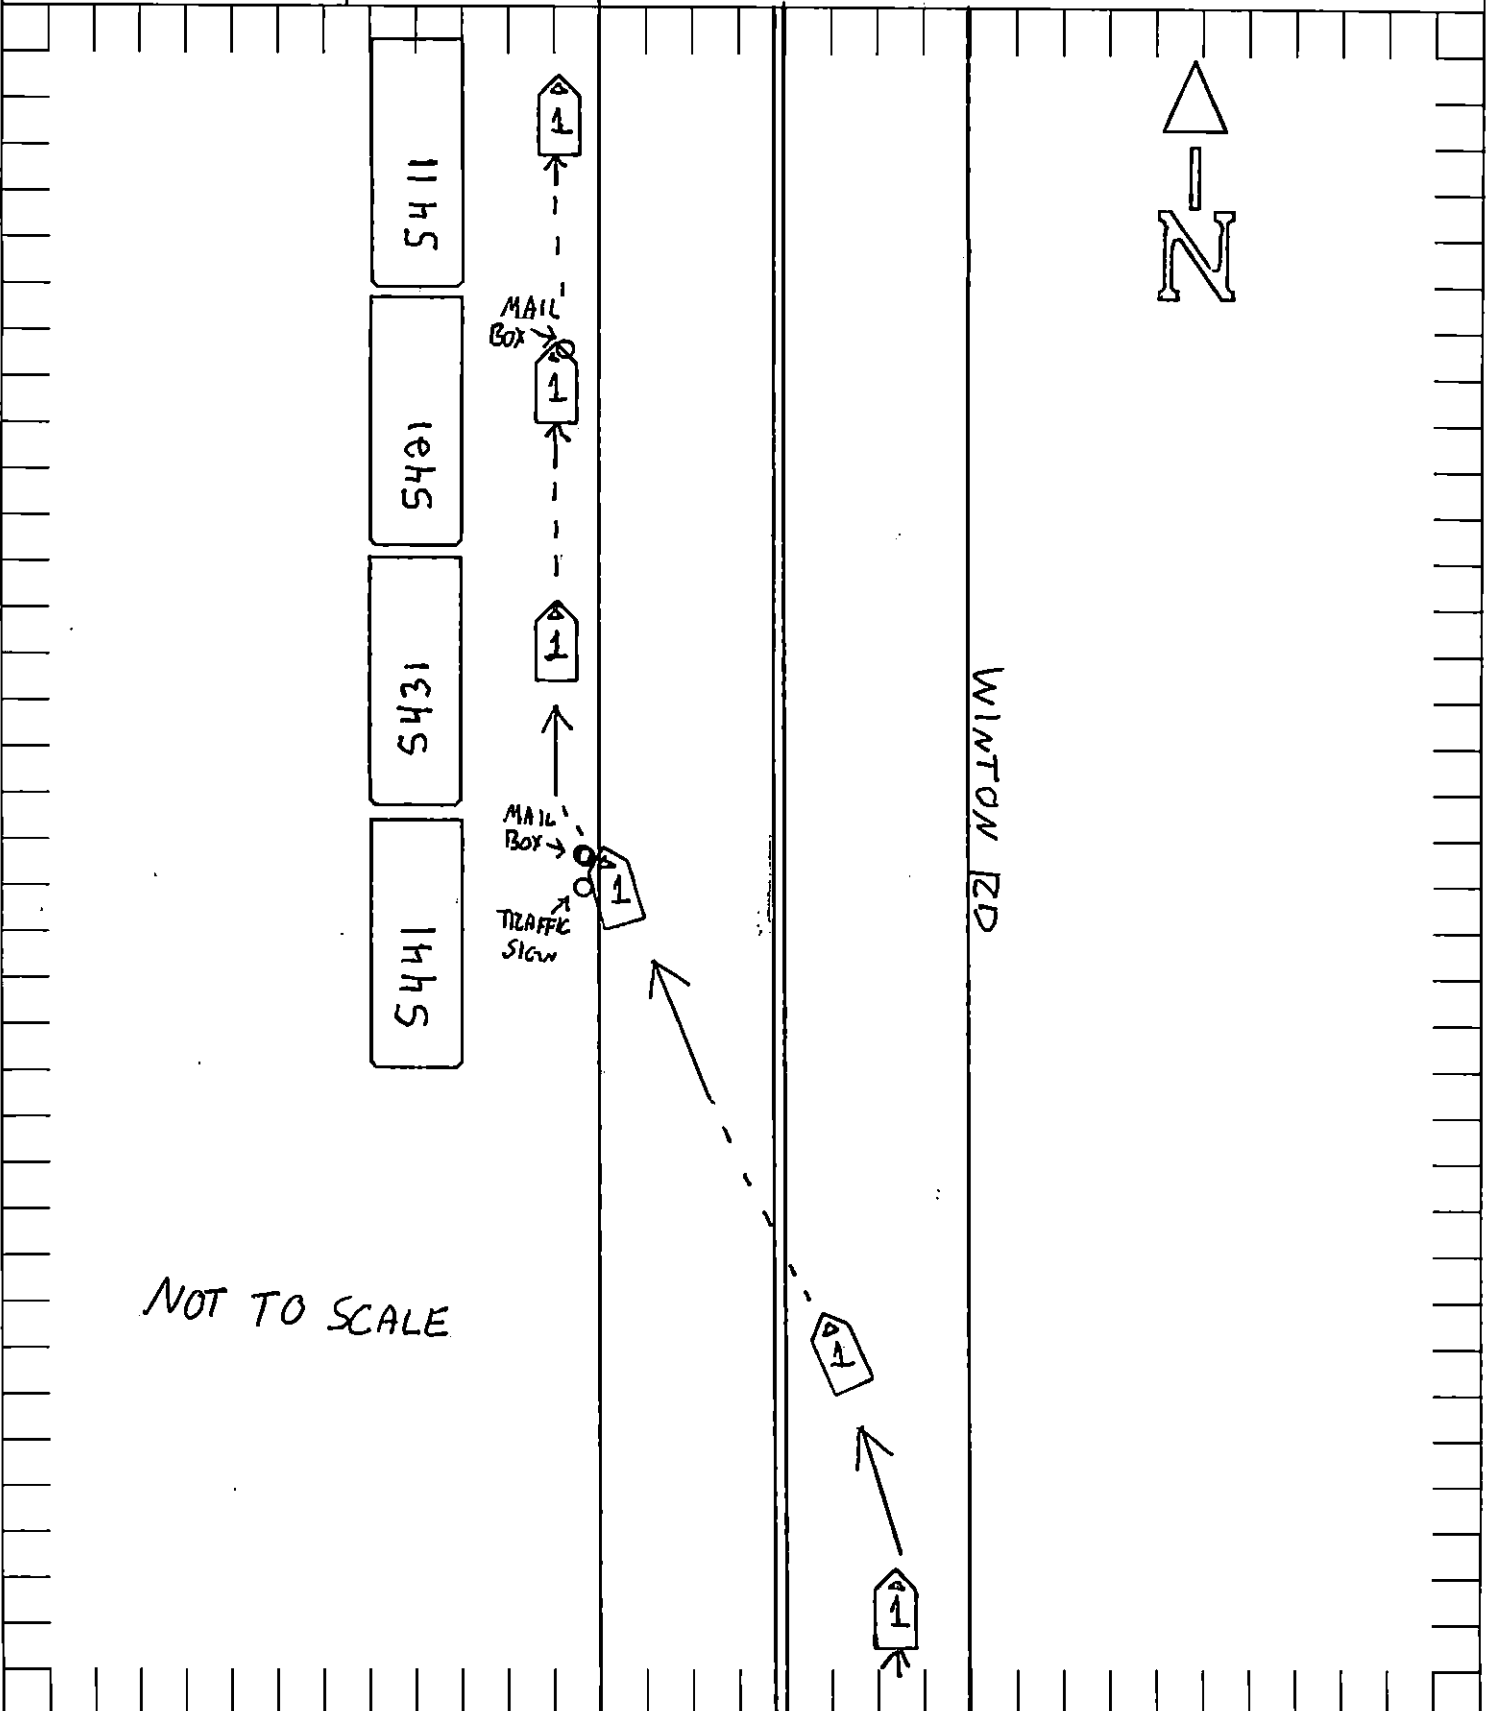 1
5411
MAIL
BOX
1
5421
1
5431
MAIL
BOX
1
TRAFFIC
SIGN
5441
N
WINTON RD
NOT TO SCALE
1
1